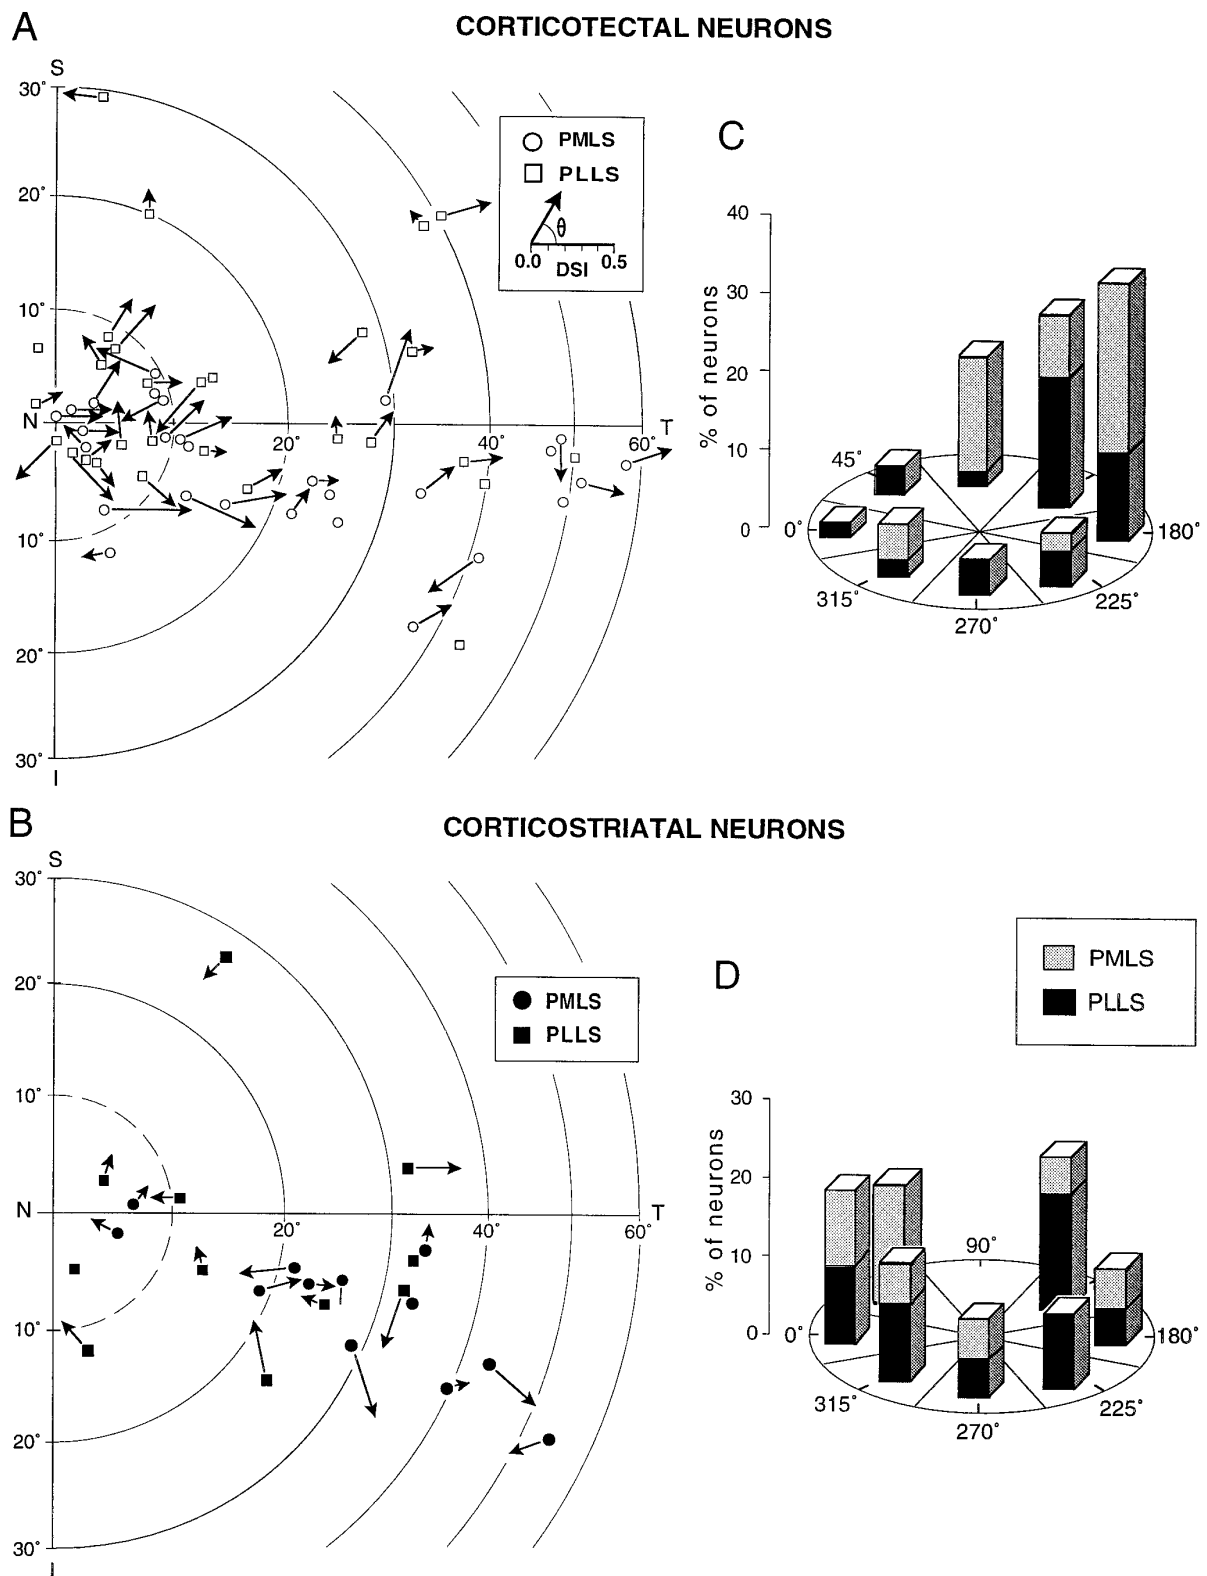 A
CORTICOTECTAL NEURONS
S
30°
20°
10°
N
10°
20°
30°
I
20°
40°
60°
T
PMLS
PLLS
θ
0.0
0.5
DSI
C
% of neurons
40
30
20
10
0
0°
45°
180°
225°
270°
315°
B
CORTICOSTRIATAL NEURONS
S
30°
20°
10°
N
10°
20°
30°
I
20°
40°
60°
T
PMLS
PLLS
D
PMLS
PLLS
% of neurons
30
20
10
0
0°
90°
180°
225°
270°
315°